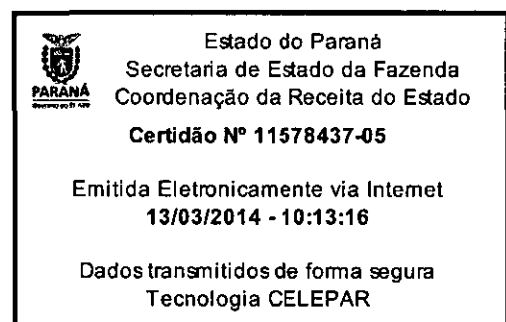 Estado do Paraná
Secretaria de Estado da Fazenda
PARANÁ
Coordenação da Receita do Estado
Certidão Nº 11578437-05
Emitida Eletronicamente via Internet
13/03/2014 - 10:13:16
Dados transmitidos de forma segura
Tecnologia CELEPAR